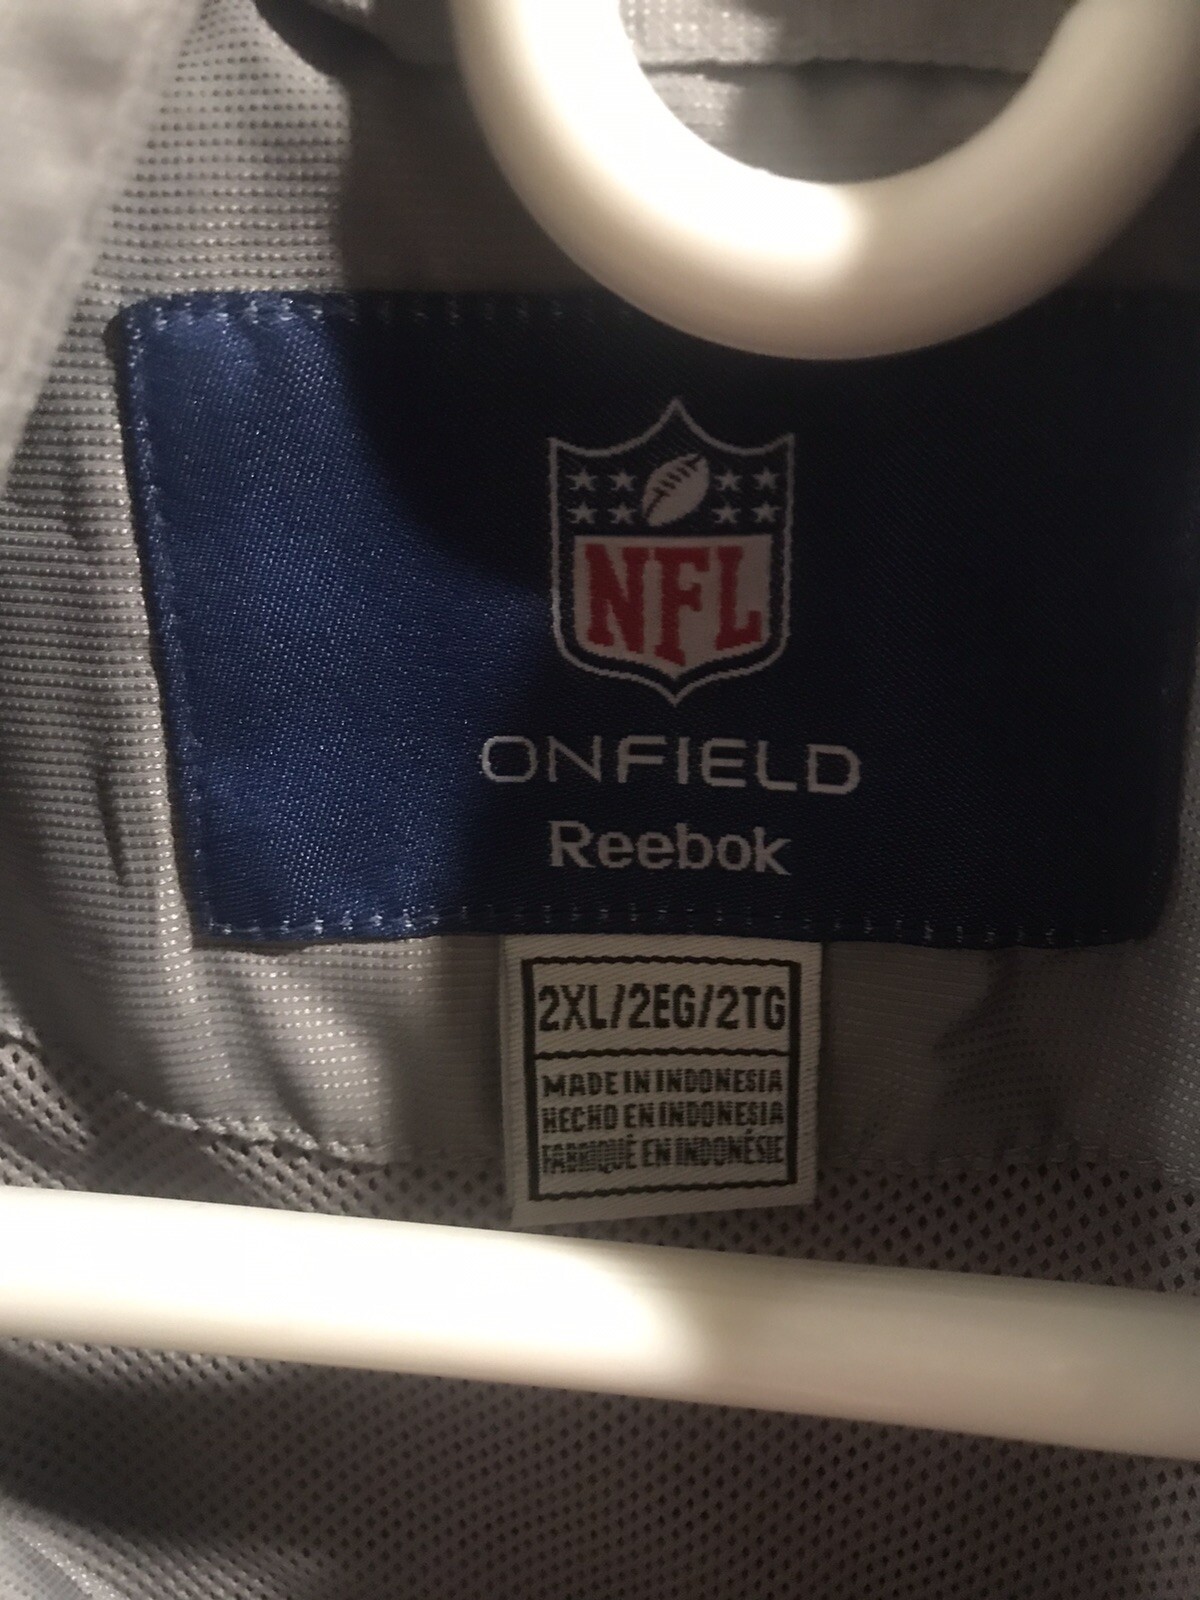 NFL
ONFIELD
Reebok
2XL/2EG/2TG
MADE IN INDONESIA
HECHO EN INDONESIA
FABRIQUÉ EN INDONÉSIE